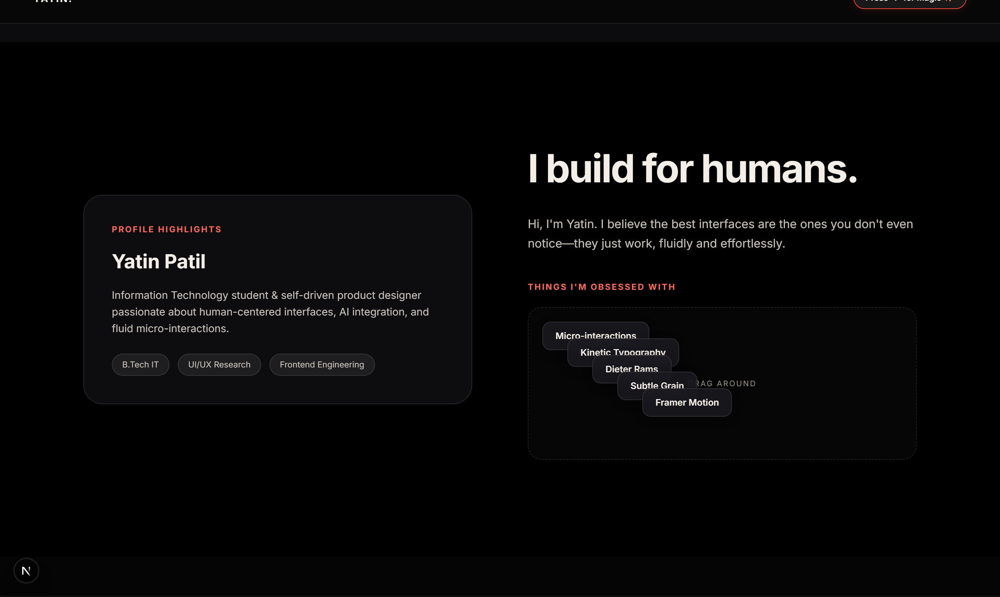 YATIN.
PROFILE HIGHLIGHTS
Yatin Patil
Information Technology student & self-driven product designer
passionate about human-centered interfaces, AI integration, and
fluid micro-interactions.
B.Tech IT
UI/UX Research
Frontend Engineering
I build for humans.
Hi, I'm Yatin. I believe the best interfaces are the ones you don't even
notice—they just work, fluidly and effortlessly.
THINGS I'M OBSESSED WITH
Micro-interactions
Kinetic Typography
Dieter Rams
Subtle Grain
DRAG AROUND
Framer Motion
N